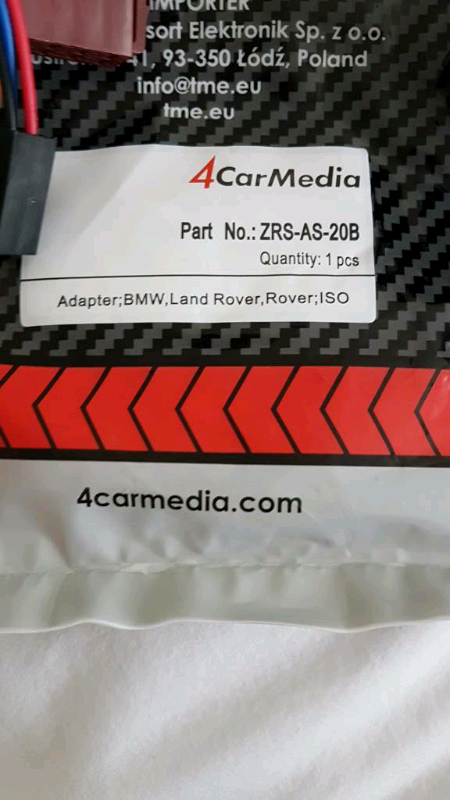 IMPORTER
sort Elektronik Sp. z o.o.
41, 93-350 Łódź, Poland
info@tme.eu
tme.eu
4CarMedia
Part No.: ZRS-AS-20B
Quantity: 1 pcs
Adapter;BMW,Land Rover,Rover;ISO
4carmedia.com